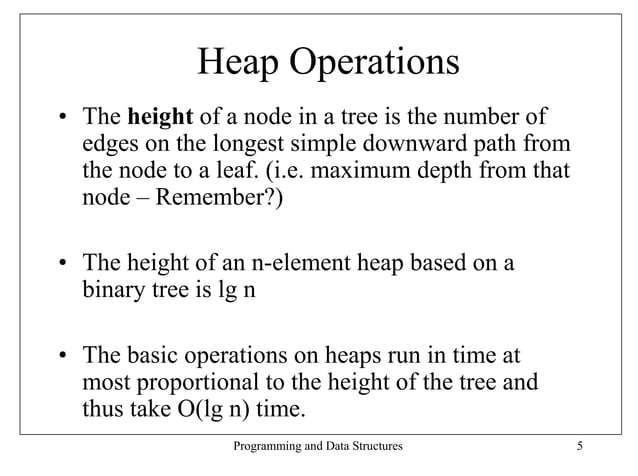 Heap Operations
• The height of a node in a tree is the number of
edges on the longest simple downward path from
the node to a leaf. (i.e. maximum depth from that
node – Remember?)
• The height of an n-element heap based on a
binary tree is lg n
• The basic operations on heaps run in time at
most proportional to the height of the tree and
thus take O(lg n) time.
Programming and Data Structures 5